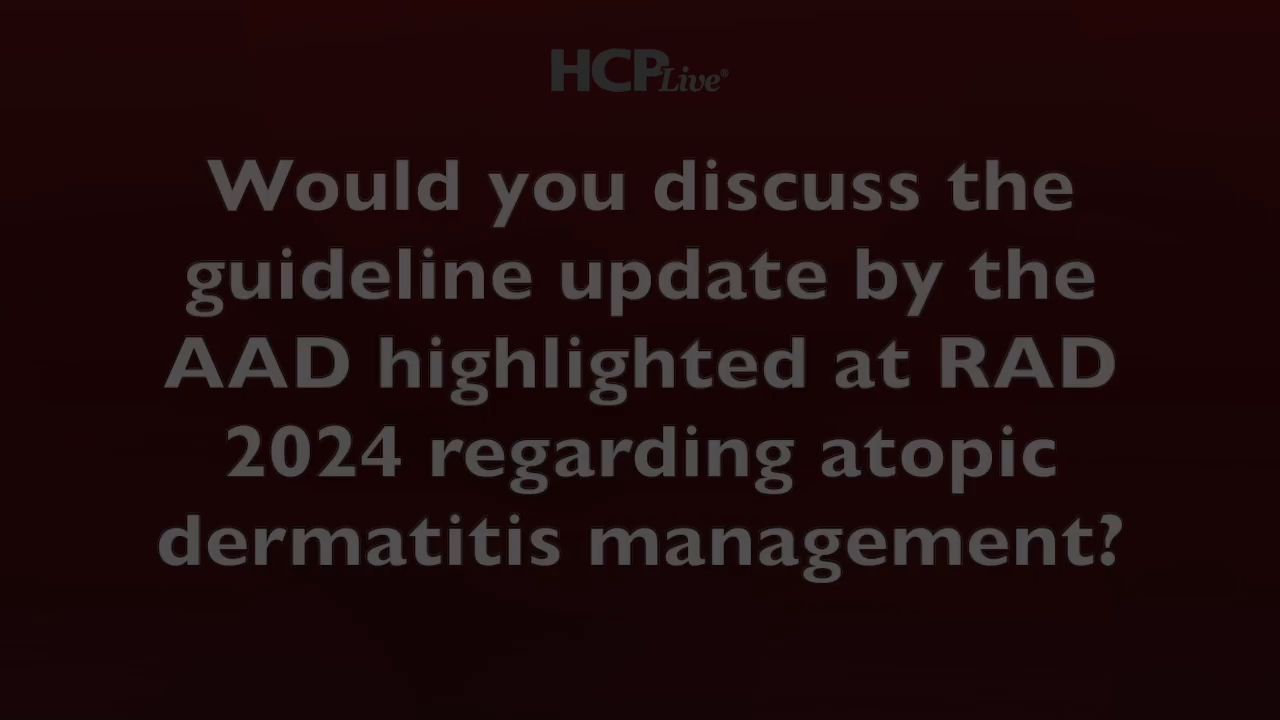 HCPLive®
Would you discuss the
guideline update by the
AAD highlighted at RAD
2024 regarding atopic
dermatitis management?